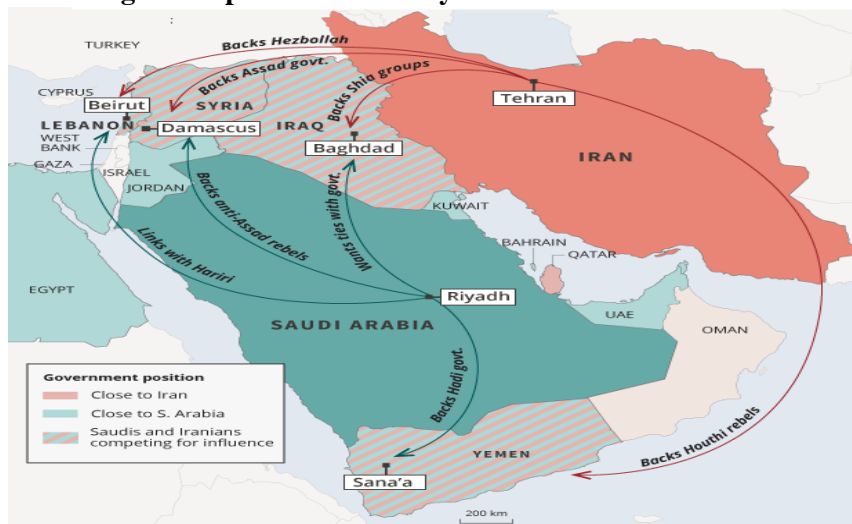 :
TURKEY
Backs Hezbollah
CYPRUS
Backs Assad govt.
Beirut
SYRIA
Backs Shia groups
Tehran
LEBANON
Damascus
IRAQ
WEST
BANK
Baghdad
IRAN
GAZA
ISRAEL
JORDAN
KUWAIT
Backs anti-Assad rebels
Wants ties with govt.
Links with Hariri
BAHRAIN
QATAR
EGYPT
Riyadh
UAE
SAUDI ARABIA
OMAN
Government position
Close to Iran
Close to S. Arabia
Saudis and Iranians
competing for influence
Backs Hadi govt.
Backs Houthi rebels
YEMEN
Sana'a
200 km